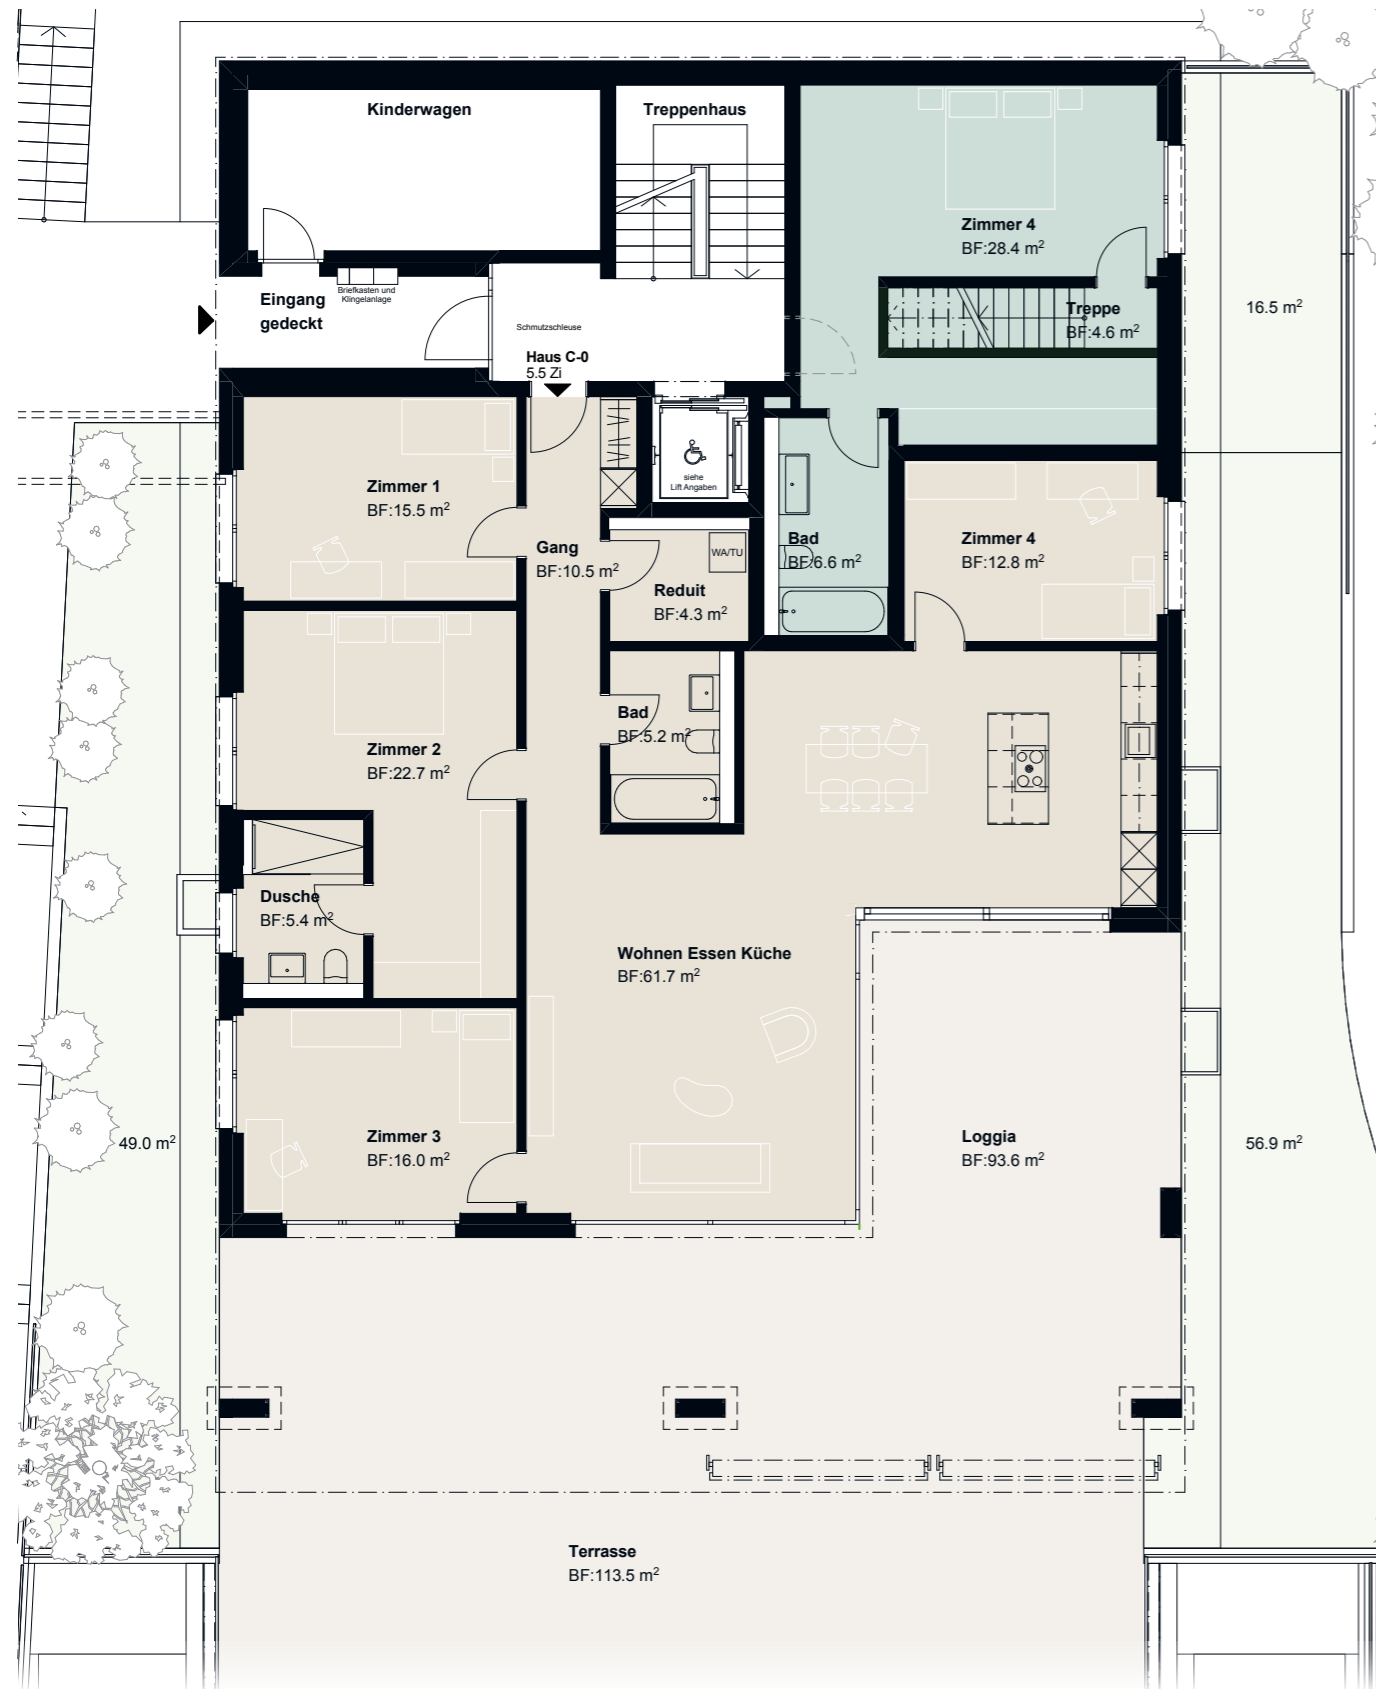 Kinderwagen
Treppenhaus
Zimmer 4
BF:28.4 m²
Eingang
gedeckt
Briefkasten und
Klingelanlage
Schmutzschleuse
Haus C-0
5.5 Zi
Treppe
BF:4.6 m²
16.5 m²
Zimmer 1
BF:15.5 m²
siehe
Lift Angaben
Gang
BF:10.5 m²
WA/TU
Reduit
BF:4.3 m²
Bad
BF:6.6 m²
Zimmer 4
BF:12.8 m²
Zimmer 2
BF:22.7 m²
Bad
BF:5.2 m²
Dusche
BF:5.4 m²
Wohnen Essen Küche
BF:61.7 m²
49.0 m²
Zimmer 3
BF:16.0 m²
Loggia
BF:93.6 m²
56.9 m²
Terrasse
BF:113.5 m²